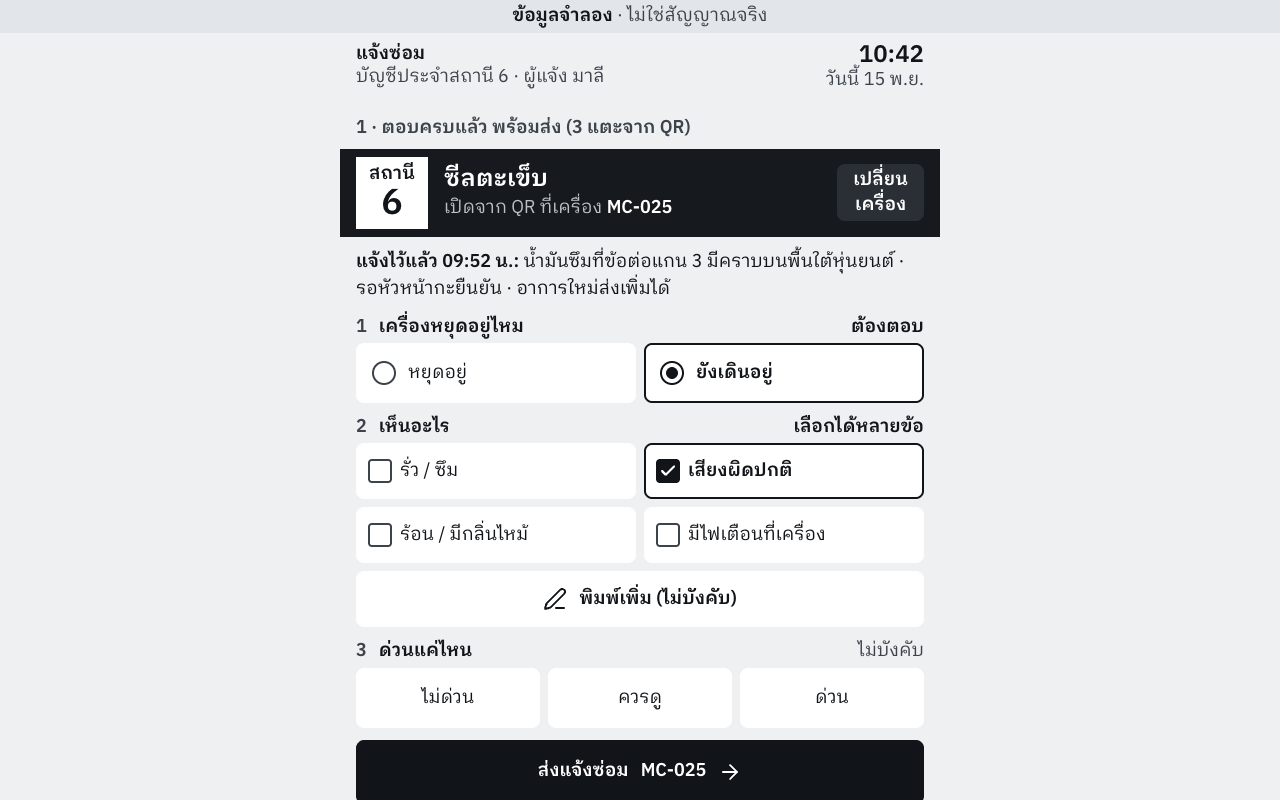 ข้อมูลจำลอง · ไม่ใช่สัญญาณจริง
แจ้งซ่อม
10:42
บัญชีประจำสถานี 6 · ผู้แจ้ง มาลี
วันนี้ 15 พ.ย.
1 · ตอบครบแล้ว พร้อมส่ง (3 แตะจาก QR)
สถานี
6
ซีลตะเข็บ
เปิดจาก QR ที่เครื่อง MC-025
เปลี่ยน
เครื่อง
แจ้งไว้แล้ว 09:52 น.: น้ำมันซึมที่ข้อต่อแกน 3 มีคราบบนพื้นใต้หุ่นยนต์ ·
รอหัวหน้ากะยืนยัน · อาการใหม่ส่งเพิ่มได้
1 เครื่องหยุดอยู่ไหม
ต้องตอบ
หยุดอยู่
ยังเดินอยู่
2 เห็นอะไร
เลือกได้หลายข้อ
รั่ว / ซึม
เสียงผิดปกติ
ร้อน / มีกลิ่นไหม้
มีไฟเตือนที่เครื่อง
พิมพ์เพิ่ม (ไม่บังคับ)
3 ด่วนแค่ไหน
ไม่บังคับ
ไม่ด่วน
ควรดู
ด่วน
ส่งแจ้งซ่อม MC-025 →